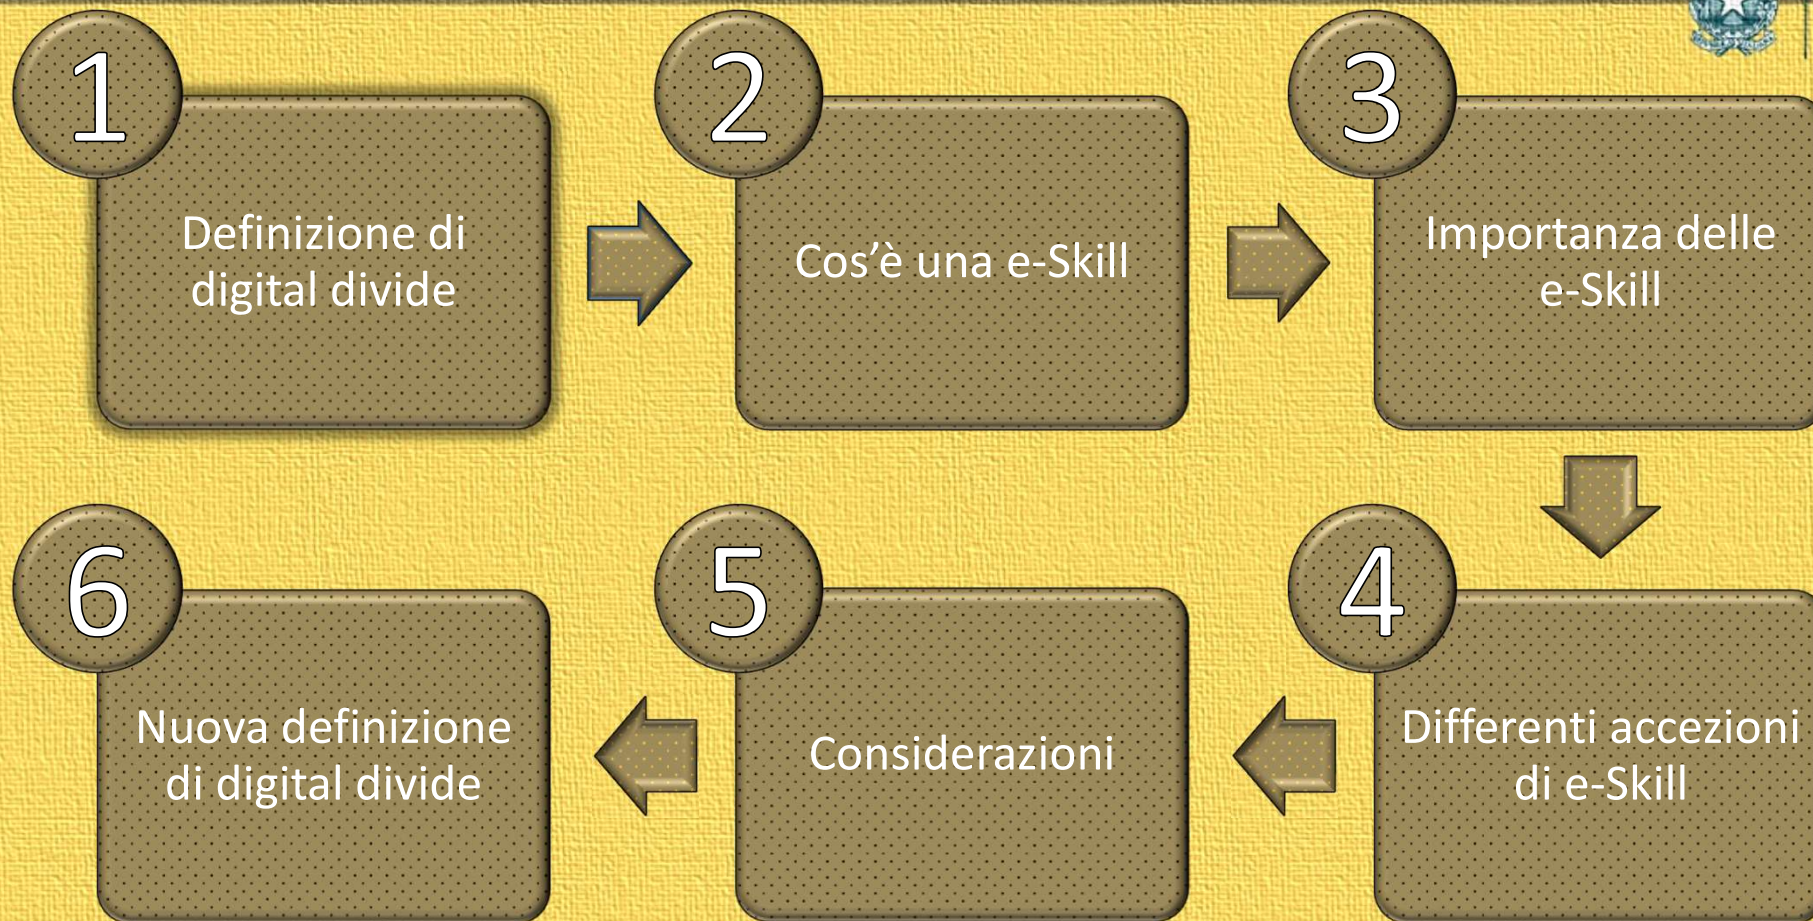 1
Definizione di
digital divide
2
Cos’è una e-Skill
3
Importanza delle
e-Skill
4
Differenti accezioni
di e-Skill
5
Considerazioni
6
Nuova definizione
di digital divide